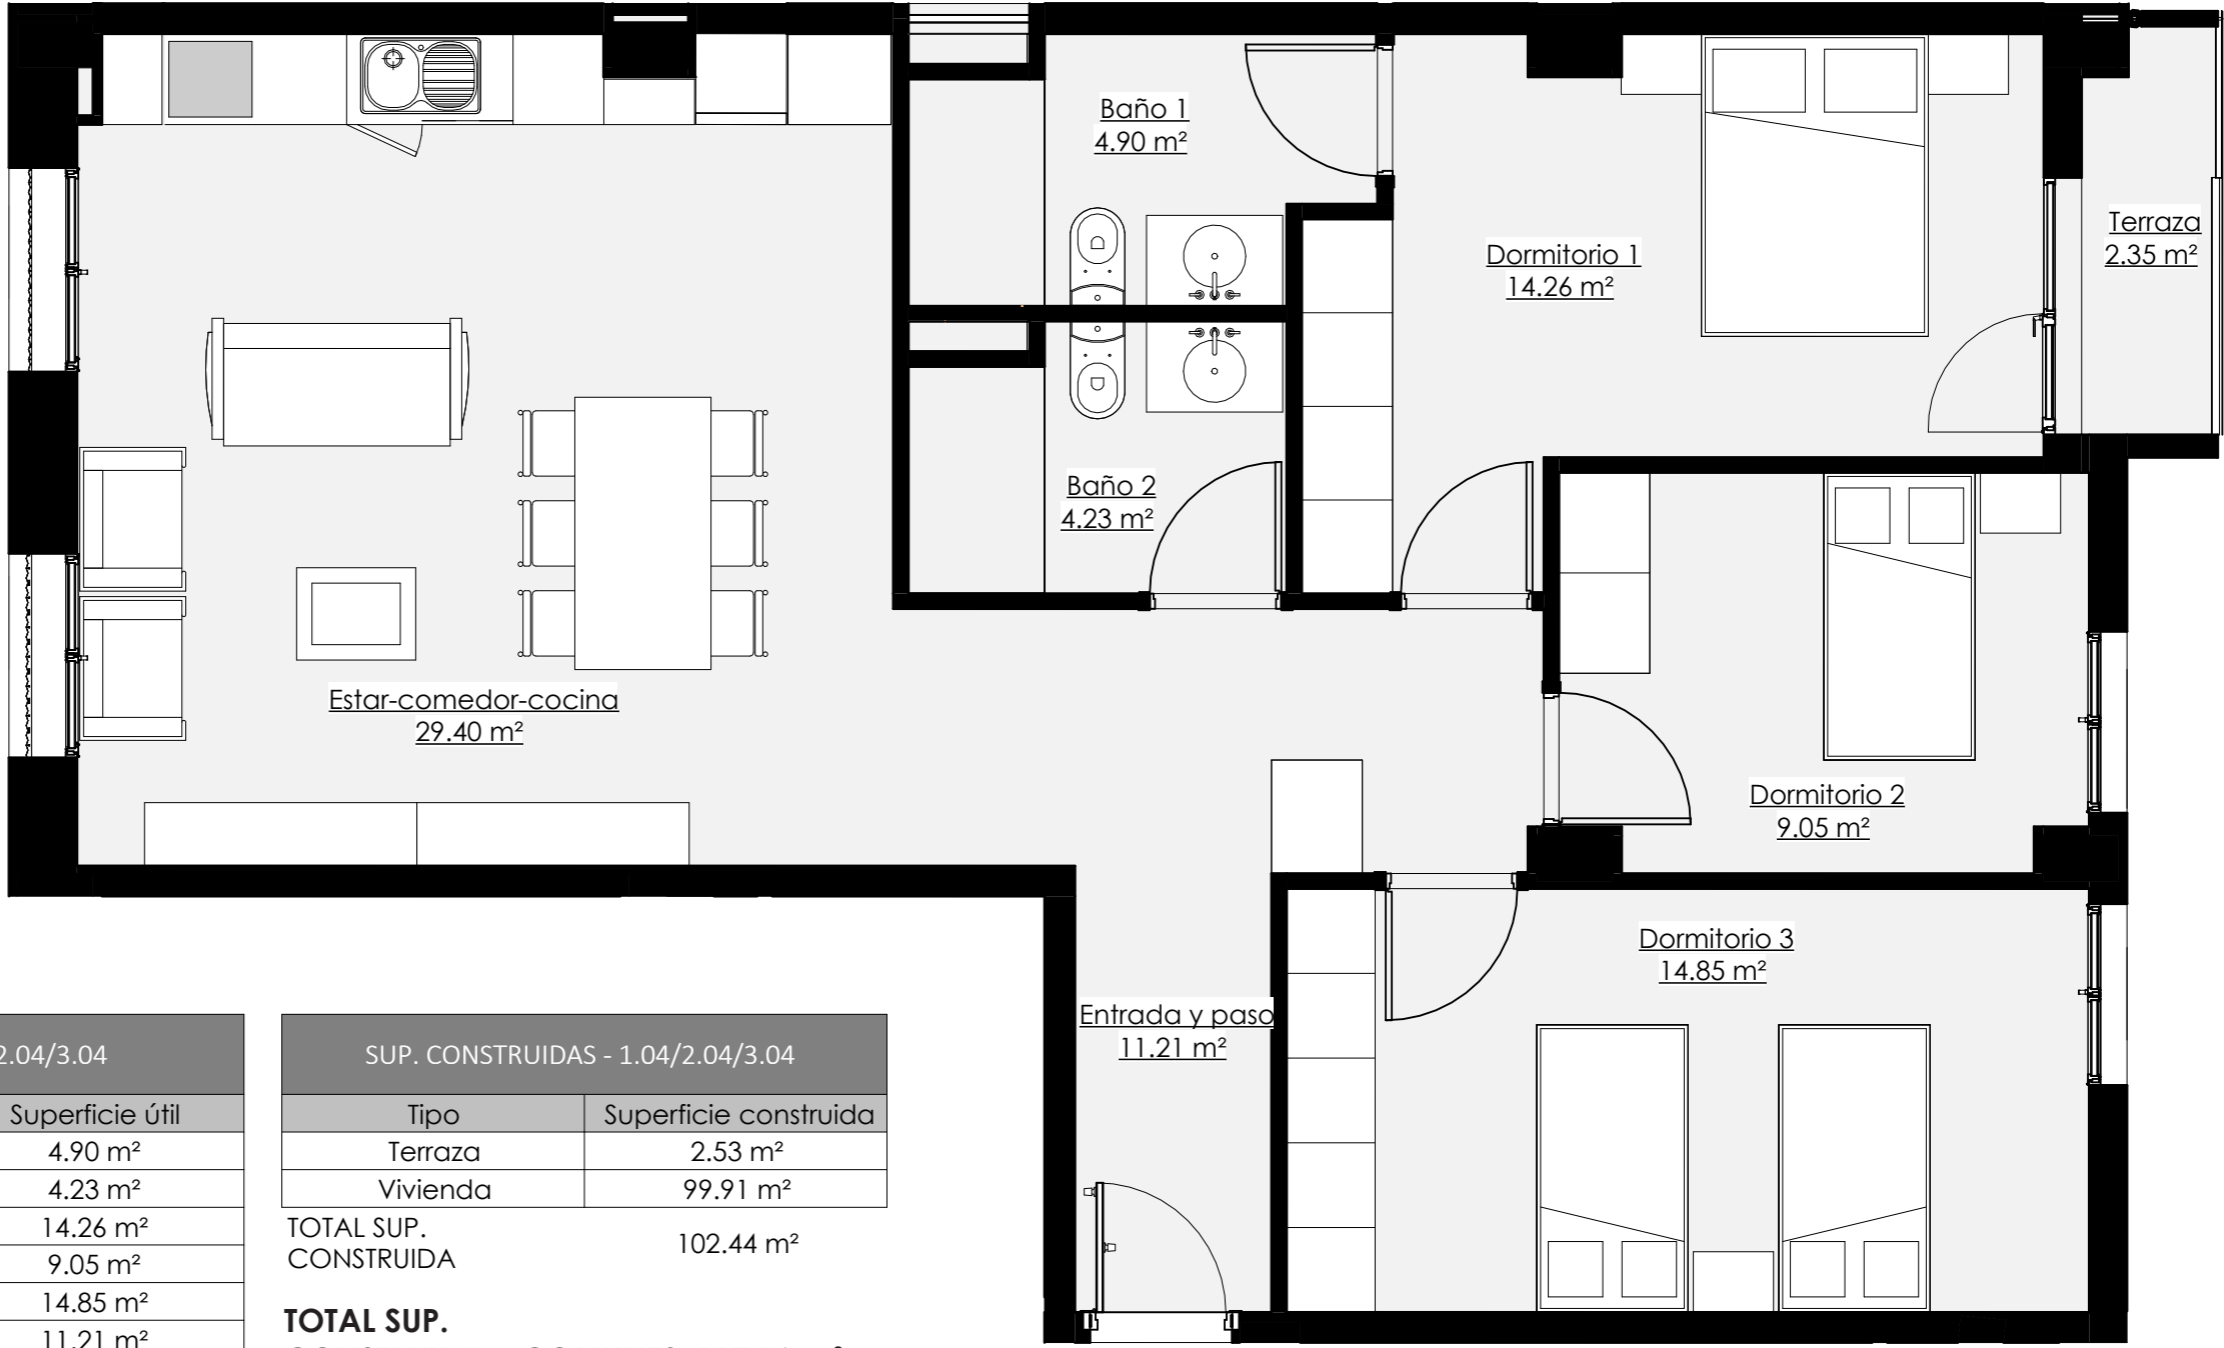 Baño 1
4.90 m²
Dormitorio 1
14.26 m²
Terraza
2.35 m²
Baño 2
4.23 m²
Estar-comedor-cocina
29.40 m²
Dormitorio 2
9.05 m²
Dormitorio 3
14.85 m²
Entrada y paso
11.21 m²
2.04/3.04
Superficie útil
4.90 m²
4.23 m²
14.26 m²
9.05 m²
14.85 m²
11.21 m²
SUP. CONSTRUIDAS - 1.04/2.04/3.04
Tipo Superficie construida
Terraza 2.53 m²
Vivienda 99.91 m²
TOTAL SUP.
CONSTRUIDA 102.44 m²
TOTAL SUP.